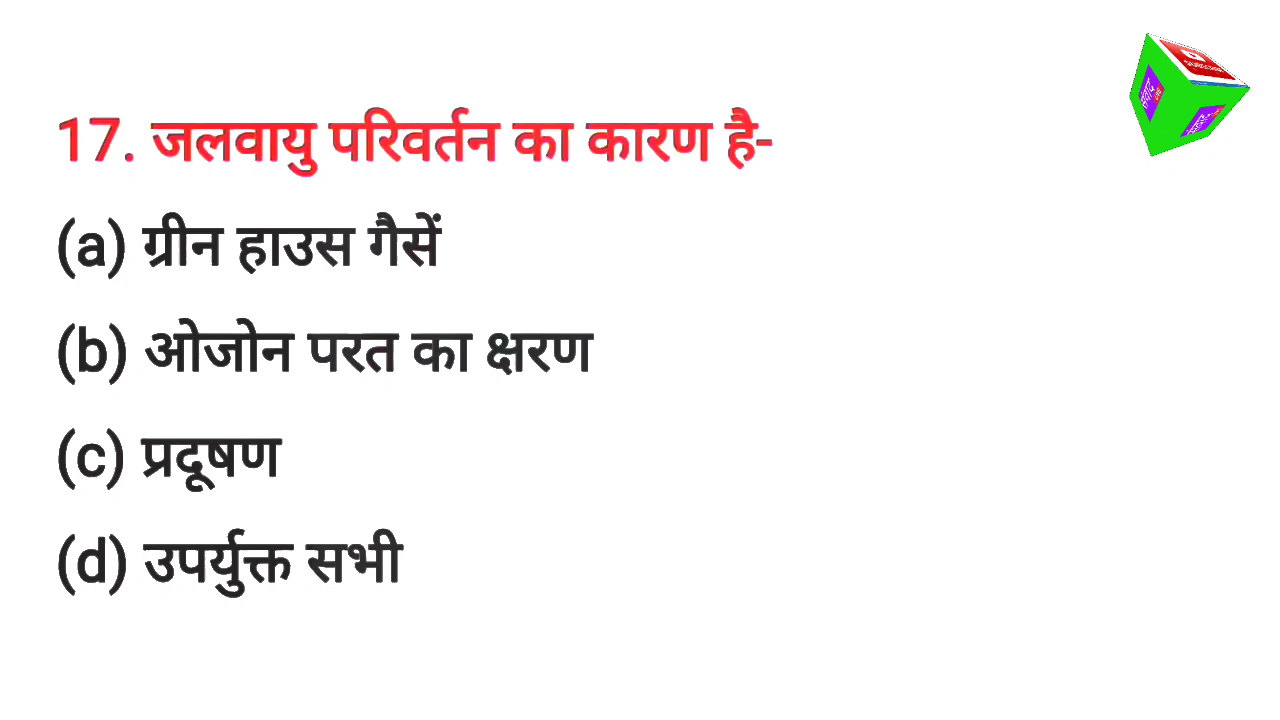 17. जलवायु परिवर्तन का कारण है-
(a) ग्रीन हाउस गैसें
(b) ओजोन परत का क्षरण
(c) प्रदूषण
(d) उपर्युक्त सभी